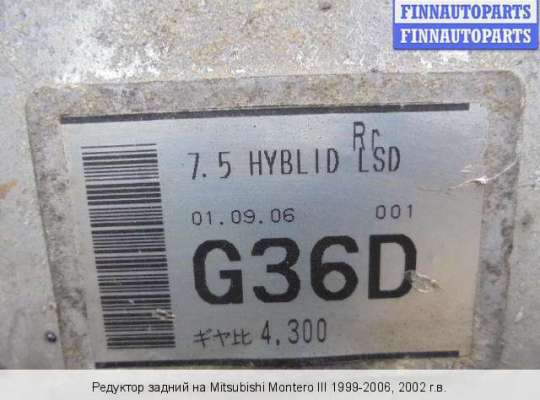 FINNAUTOPARTS
FINNAUTOPARTS
Rr
7.5 HYBLID LSD
01.09.06 001
G36D
ギヤ比 4,300
Редуктор задний на Mitsubishi Montero III 1999-2006, 2002 г.в.